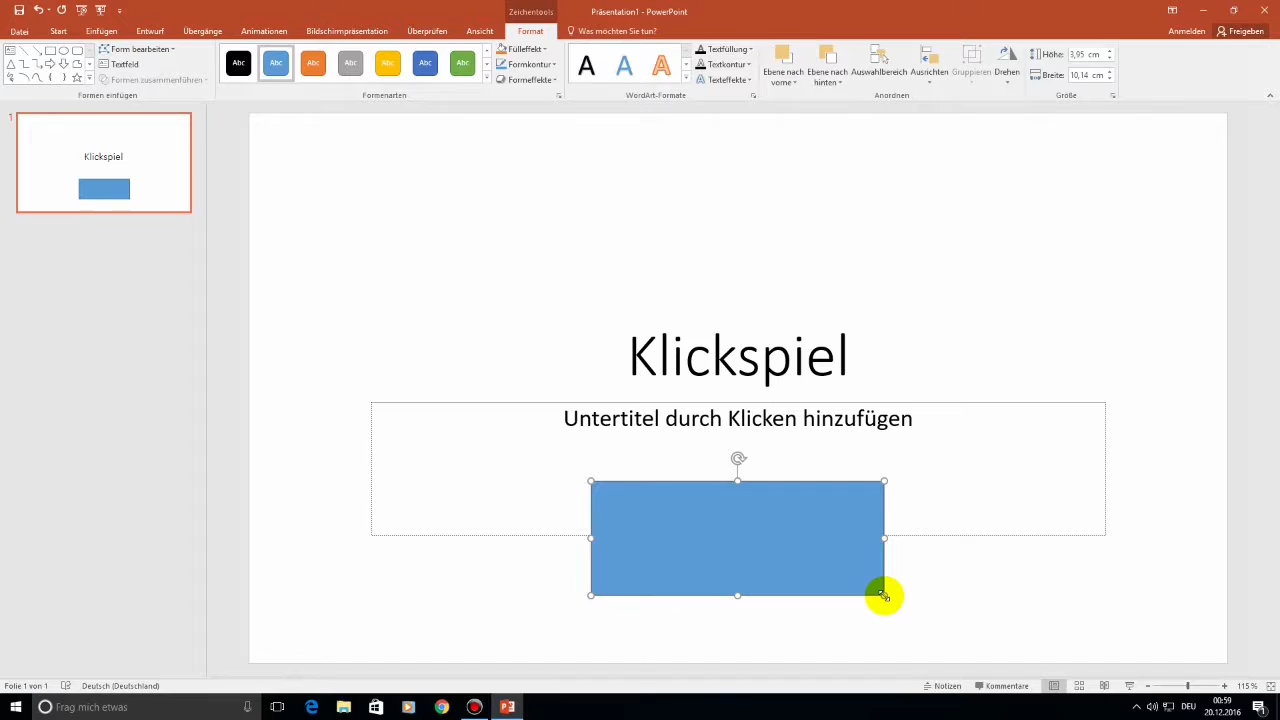 Zeichentools
Präsentation1 - PowerPoint
Datei Start Einfügen Entwurf Übergänge Animationen Bildschirmpräsentation Überprüfen Ansicht Format Was möchten Sie tun? Anmelden Freigeben
Form bearbeiten
Textfeld
Formen zusammenführen
Formen einfügen
Abc Abc Abc Abc Abc Abc Abc
Formenarten
Fülleffekt
Formkontur
Formeffekte
A A A
WordArt-Formate
Textfüllung
Textkontur
Texteffekte
Ebene nach vorne
Ebene nach hinten
Auswahlbereich
Ausrichten
Gruppieren
Drehen
Anordnen
Höhe: 3,95 cm
Breite: 10,14 cm
Größe
1
Klickspiel
Klickspiel
Untertitel durch Klicken hinzufügen
Folie 1 von 1 Deutsch (Deutschland) Notizen Kommentare 115 %
Frag mich etwas
DEU
00:59
20.12.2016